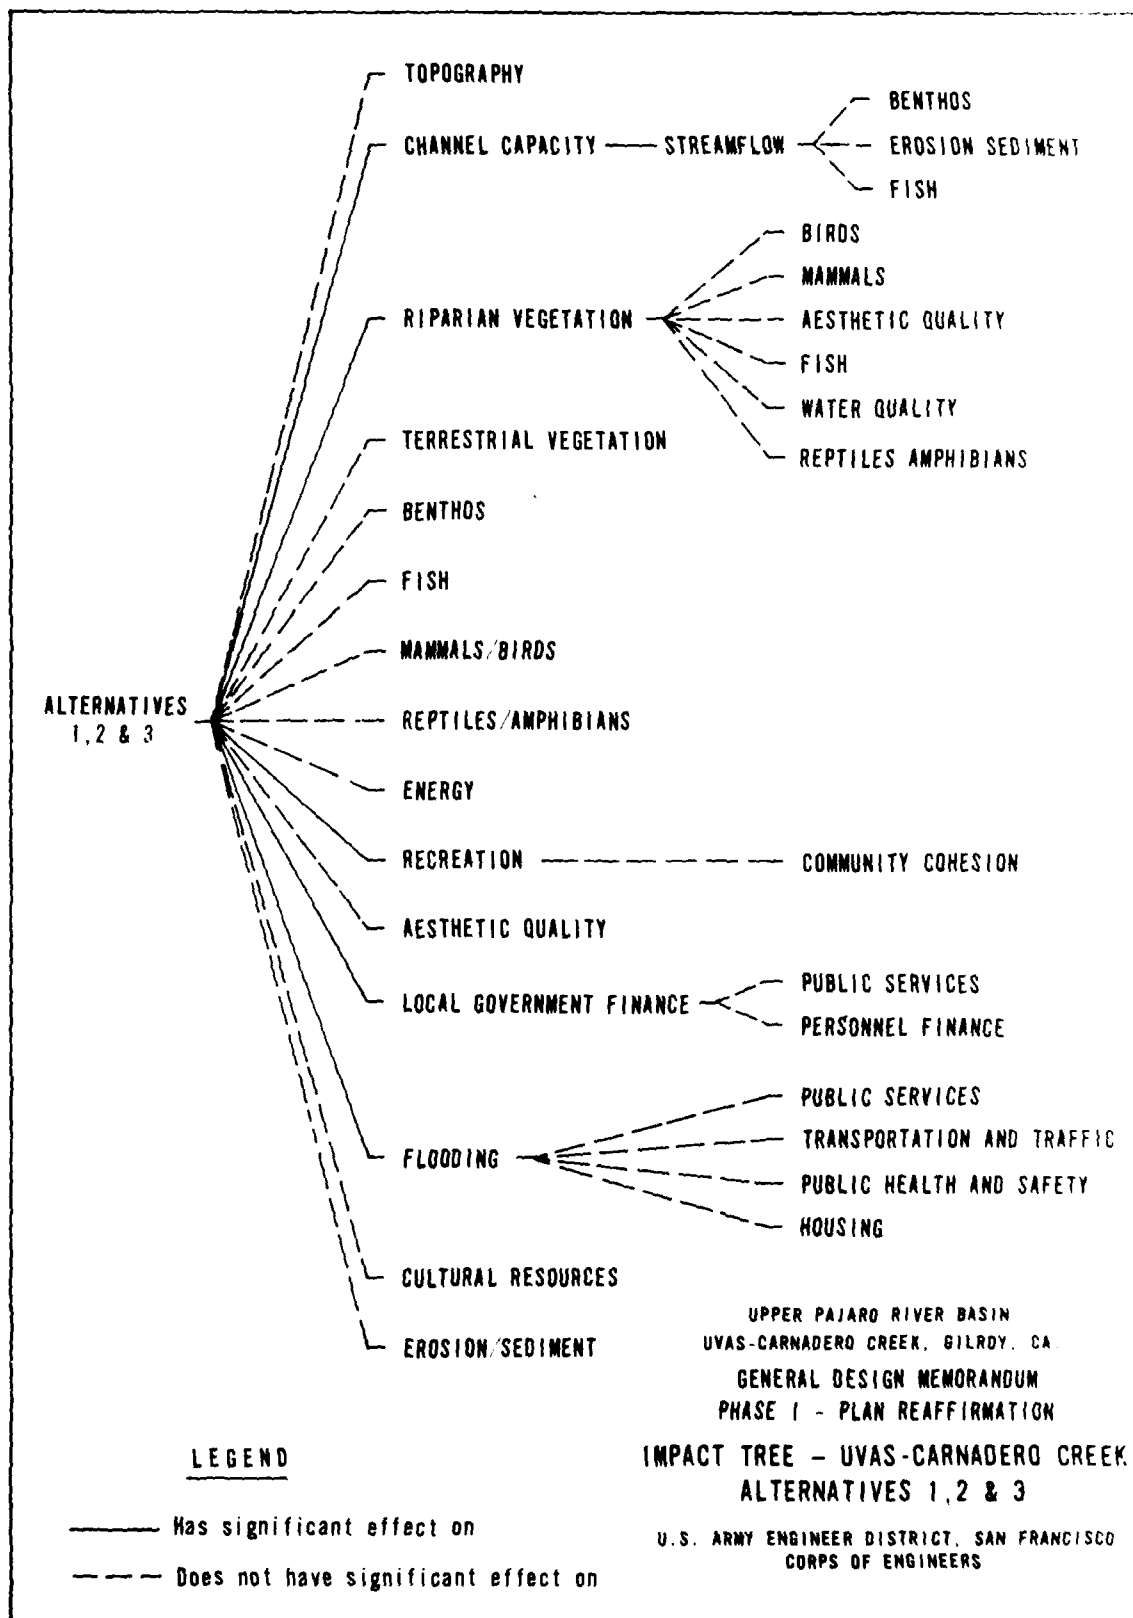 TOPOGRAPHY
CHANNEL CAPACITY
STREAMFLOW
BENTHOS
EROSION SEDIMENT
FISH
RIPARIAN VEGETATION
BIRDS
MAMMALS
AESTHETIC QUALITY
FISH
WATER QUALITY
REPTILES AMPHIBIANS
TERRESTRIAL VEGETATION
BENTHOS
FISH
MAMMALS/BIRDS
ALTERNATIVES
1,2 & 3
REPTILES/AMPHIBIANS
ENERGY
RECREATION
COMMUNITY COHESION
AESTHETIC QUALITY
LOCAL GOVERNMENT FINANCE
PUBLIC SERVICES
PERSONNEL FINANCE
FLOODING
PUBLIC SERVICES
TRANSPORTATION AND TRAFFIC
PUBLIC HEALTH AND SAFETY
HOUSING
CULTURAL RESOURCES
EROSION/SEDIMENT
UPPER PAJARO RIVER BASIN
UVAS-CARNADERO CREEK, GILROY, CA
GENERAL DESIGN MEMORANDUM
PHASE I - PLAN REAFFIRMATION
IMPACT TREE – UVAS-CARNADERO CREEK
ALTERNATIVES 1,2 & 3
U.S. ARMY ENGINEER DISTRICT, SAN FRANCISCO
CORPS OF ENGINEERS
LEGEND
Has significant effect on
Does not have significant effect on